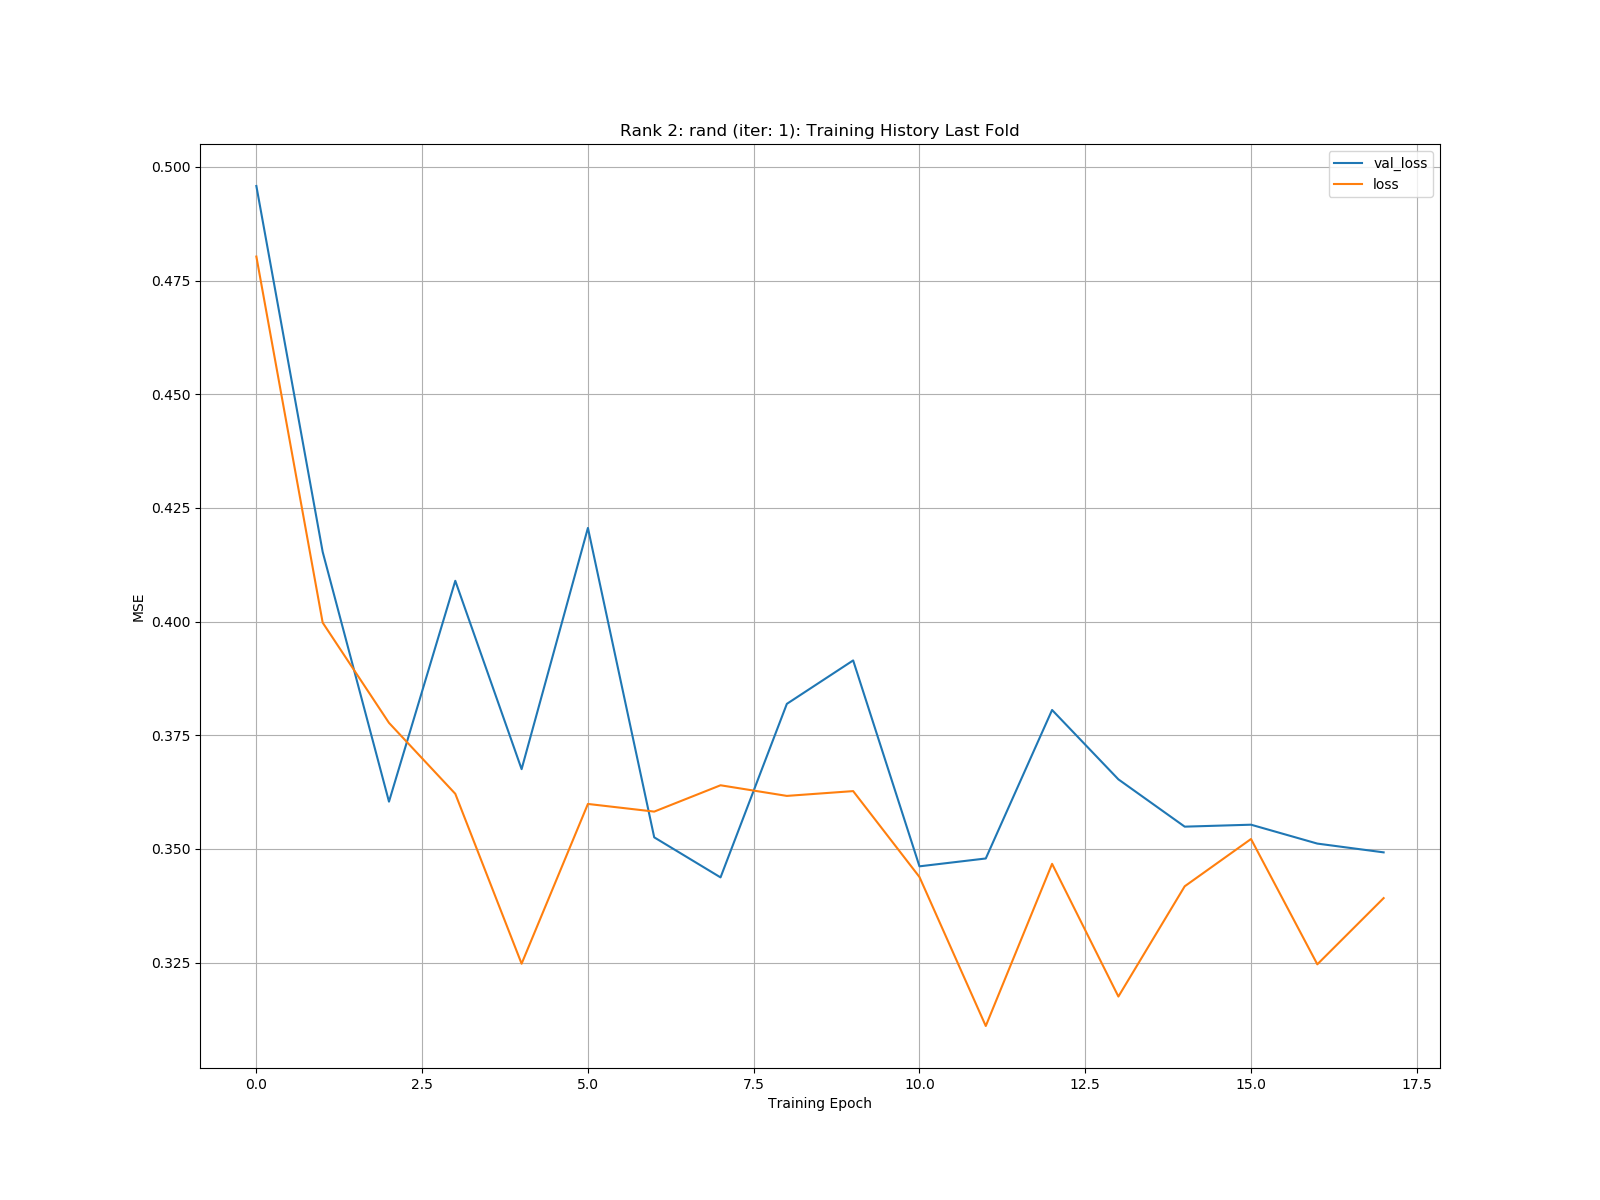 Rank 2: rand (iter: 1): Training History Last Fold
val_loss
loss
0.500
0.475
0.450
0.425
0.400
0.375
0.350
0.325
MSE
0.0 2.5 5.0 7.5 10.0 12.5 15.0 17.5
Training Epoch